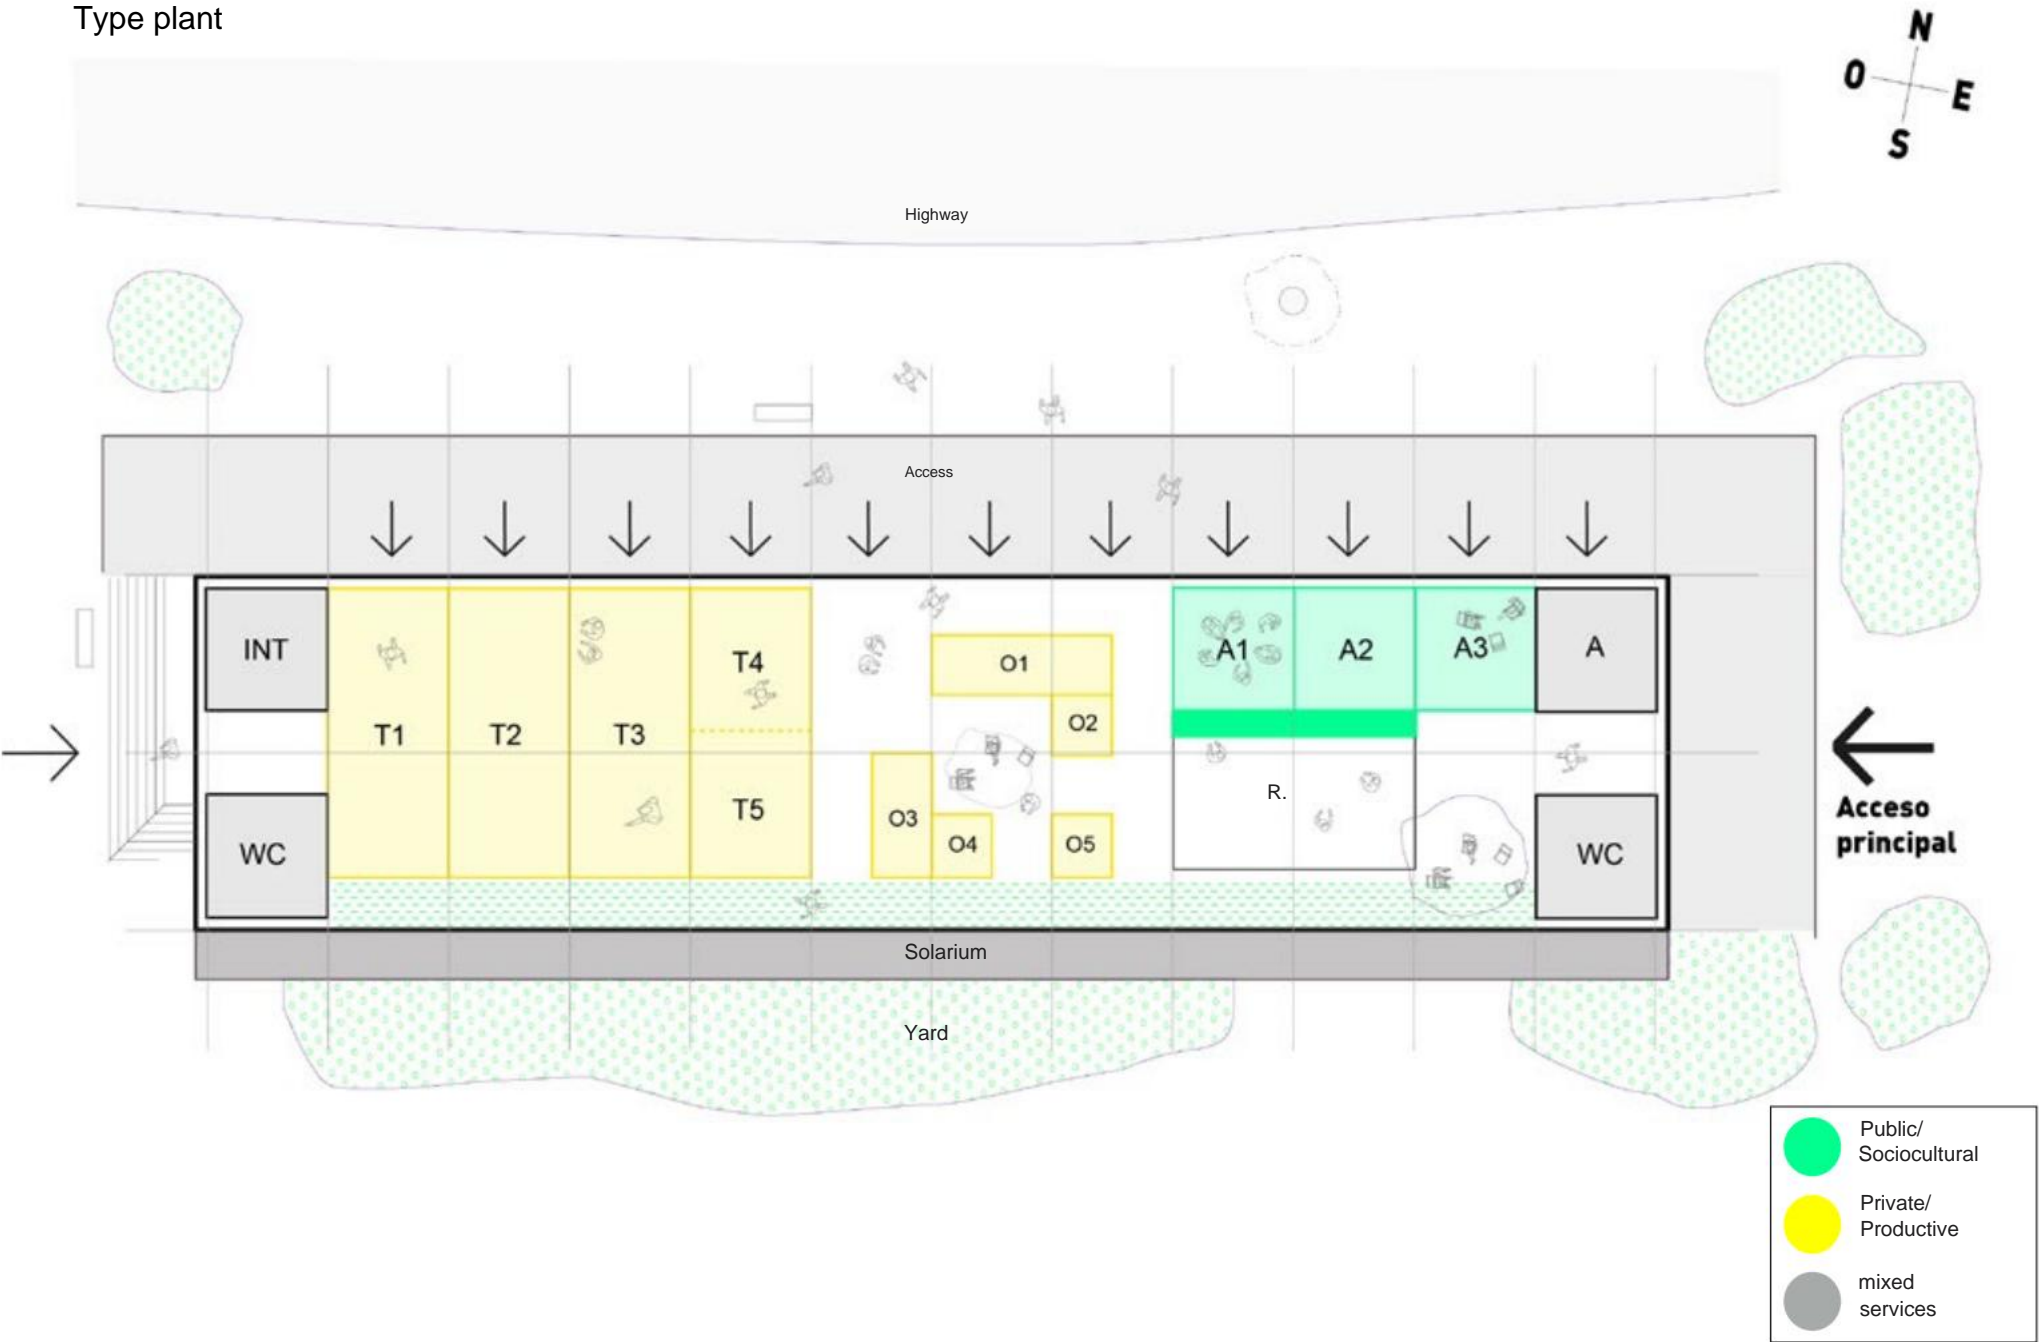 Type plant
N
O
E
S
Highway
Access
INT
T4
O1
A1
A2
A3
A
T1
T2
T3
O2
R.
T5
O3
O4
O5
WC
WC
Acceso
principal
Solarium
Yard
Public/
Sociocultural
Private/
Productive
mixed
services